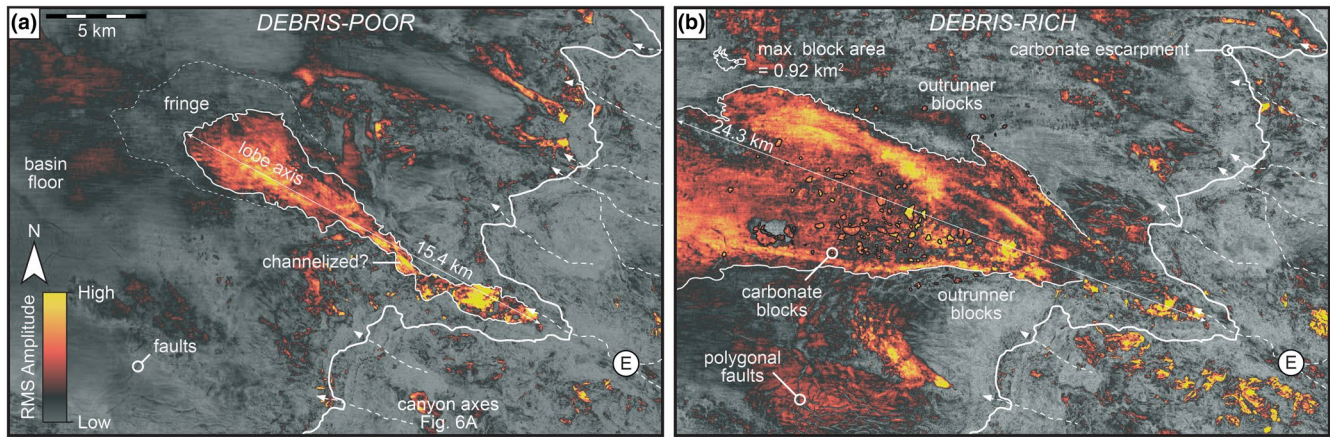 (a)
5 km
DEBRIS-POOR
fringe
lobe axis
basin
floor
N
15.4 km
channelized?
High
RMS Amplitude
Low
faults
canyon axes
Fig. 6A
E
(b)
DEBRIS-RICH
max. block area
= 0.92 km²
carbonate escarpment
outrunner
blocks
24.3 km
carbonate
blocks
outrunner
blocks
polygonal
faults
E